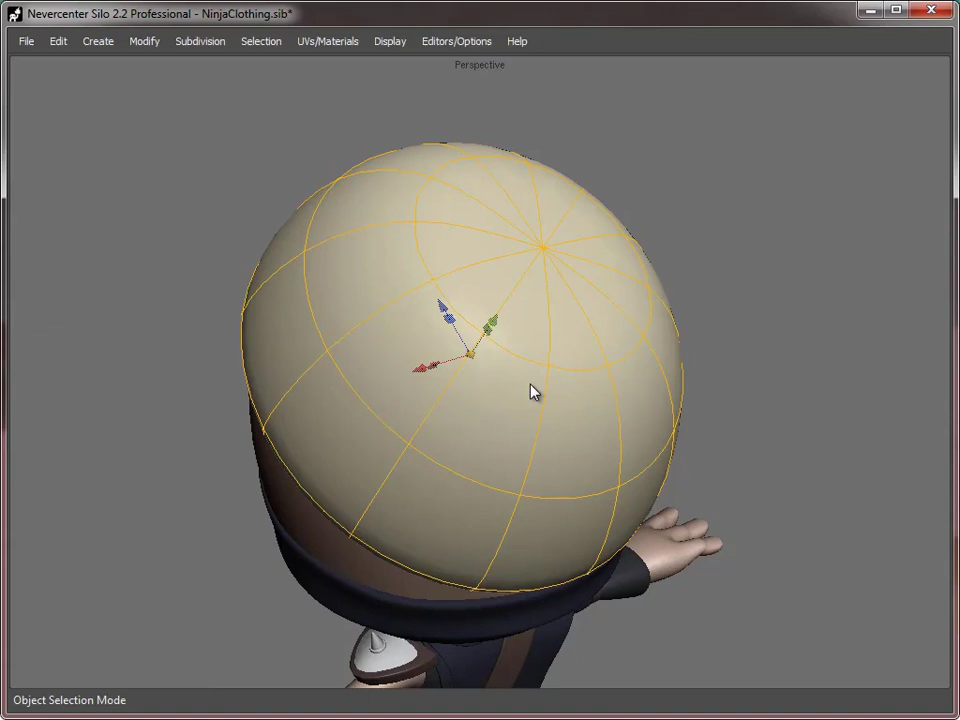 Nevercenter Silo 2.2 Professional - NinjaClothing.sib*
File Edit Create Modify Subdivision Selection UVs/Materials Display Editors/Options Help
Perspective
Object Selection Mode